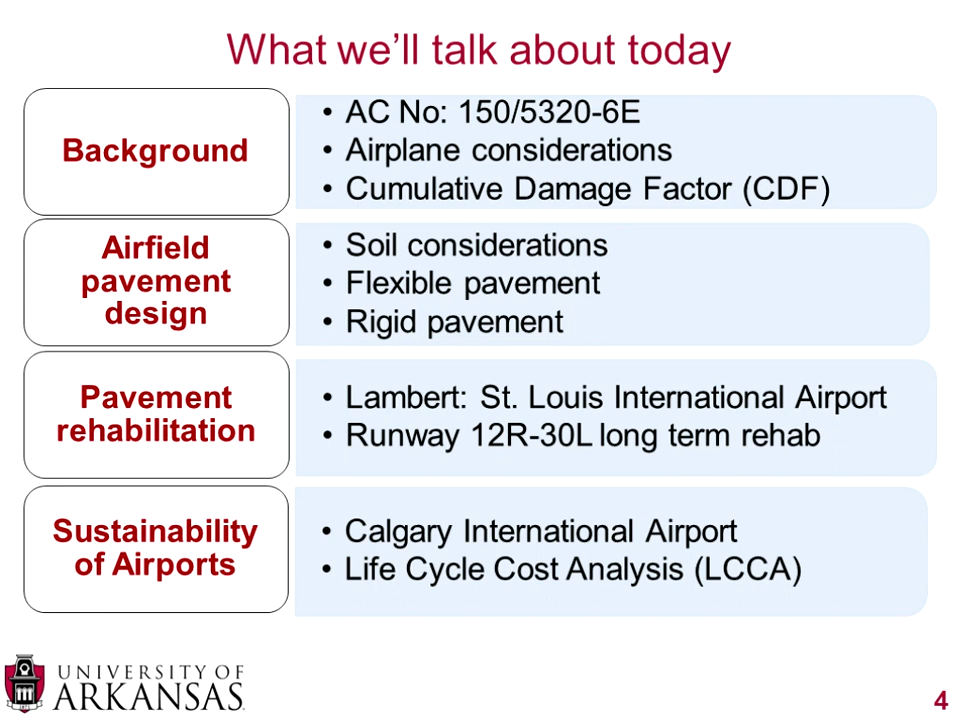 What we’ll talk about today
Background
• AC No: 150/5320-6E
• Airplane considerations
• Cumulative Damage Factor (CDF)
Airfield
pavement
design
• Soil considerations
• Flexible pavement
• Rigid pavement
Pavement
rehabilitation
• Lambert: St. Louis International Airport
• Runway 12R-30L long term rehab
Sustainability
of Airports
• Calgary International Airport
• Life Cycle Cost Analysis (LCCA)
UNIVERSITY OF
ARKANSAS
4